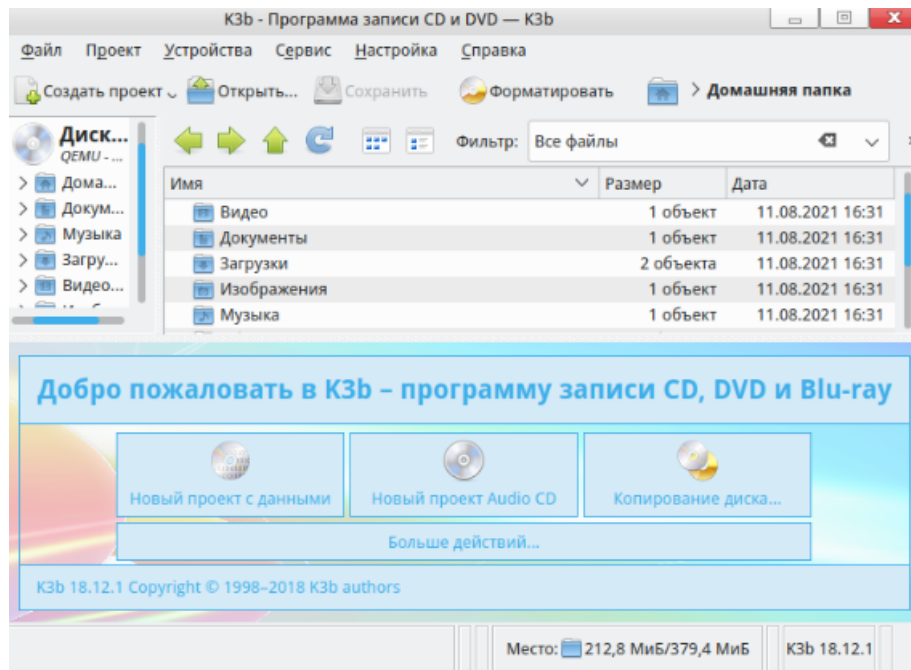 K3b - Программа записи CD и DVD — K3b
Файл Проект Устройства Сервис Настройка Справка
Создать проект Открыть... Сохранить Форматировать > Домашняя папка
Диск...
QEMU - ...
Фильтр: Все файлы
> Дома...
> Докум...
> Музыка
> Загру...
> Видео...
Имя Размер Дата
Видео 1 объект 11.08.2021 16:31
Документы 1 объект 11.08.2021 16:31
Загрузки 2 объекта 11.08.2021 16:31
Изображения 1 объект 11.08.2021 16:31
Музыка 1 объект 11.08.2021 16:31
Добро пожаловать в K3b – программу записи CD, DVD и Blu-ray
Новый проект с данными
Новый проект Audio CD
Копирование диска...
Больше действий...
K3b 18.12.1 Copyright © 1998–2018 K3b authors
Место: 212,8 МиБ/379,4 МиБ K3b 18.12.1